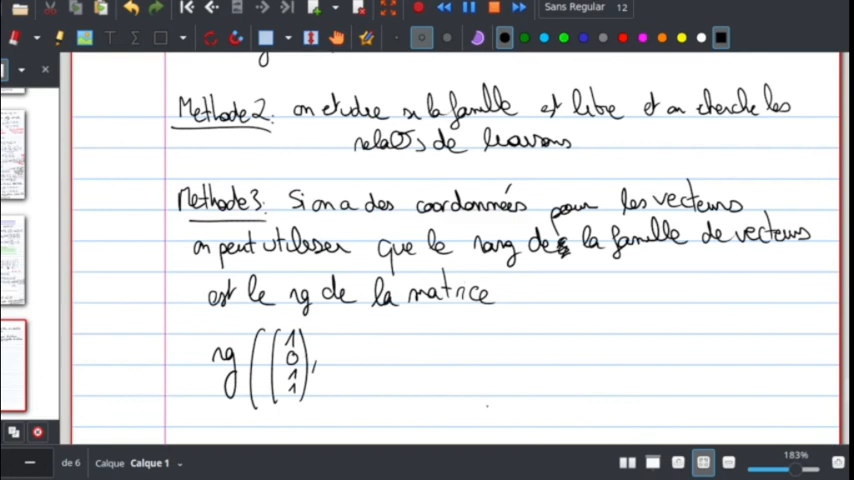 Sans Regular 12
Methode 2: on etudie si la famille est libre et on cherche les
relat°s de liaisons
Methode 3: Si on a des coordonnées pour les vecteurs
on peut utiliser que le rang de la famille de vecteurs
est le rg de la matrice
rg ( ( 1
0
1
1 ),
de 6 Calque Calque 1
183%